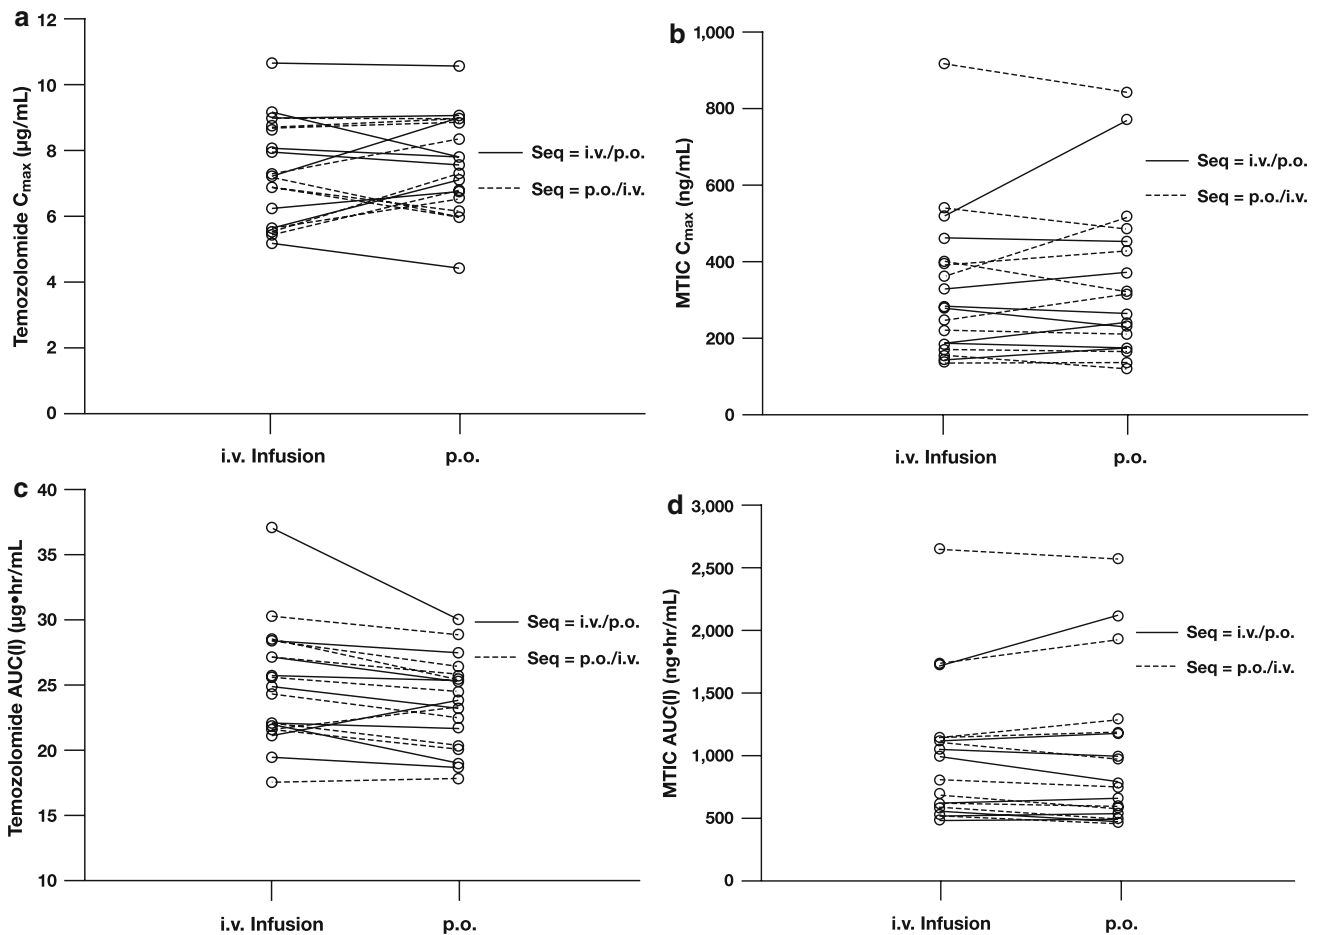 a
12
10
8
6
4
2
0
Temozolomide Cmax (µg/mL)
Seq = i.v./p.o.
Seq = p.o./i.v.
i.v. Infusion
p.o.
b
1,000
800
600
400
200
0
MTIC Cmax (ng/mL)
Seq = i.v./p.o.
Seq = p.o./i.v.
i.v. Infusion
p.o.
c
40
35
30
25
20
15
10
Temozolomide AUC(I) (µg•hr/mL
Seq = i.v./p.o.
Seq = p.o./i.v.
i.v. Infusion
p.o.
d
3,000
2,500
2,000
1,500
1,000
500
0
MTIC AUC(I) (ng•hr/mL)
Seq = i.v./p.o.
Seq = p.o./i.v.
i.v. Infusion
p.o.